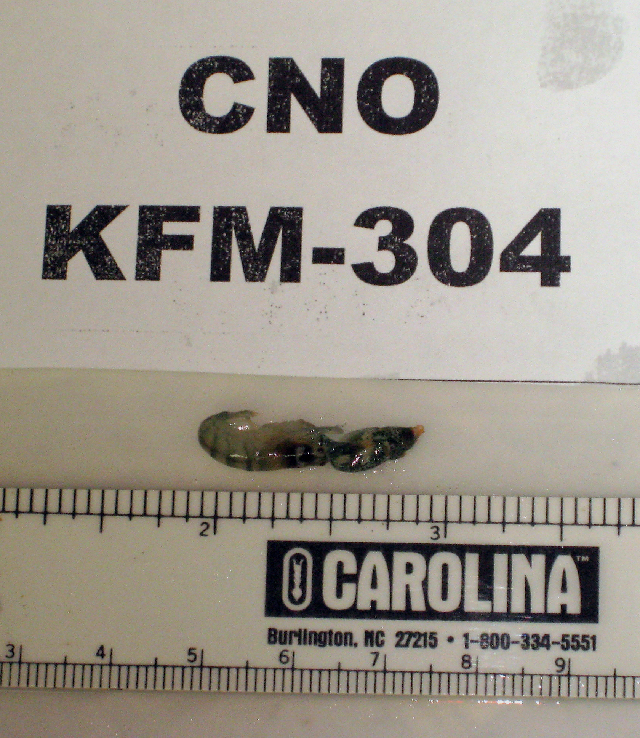 CNO
KFM-304
2 3
CAROLINA™
Burlington, NC 27215 • 1-800-334-5551
3 4 5 6 7 8 9